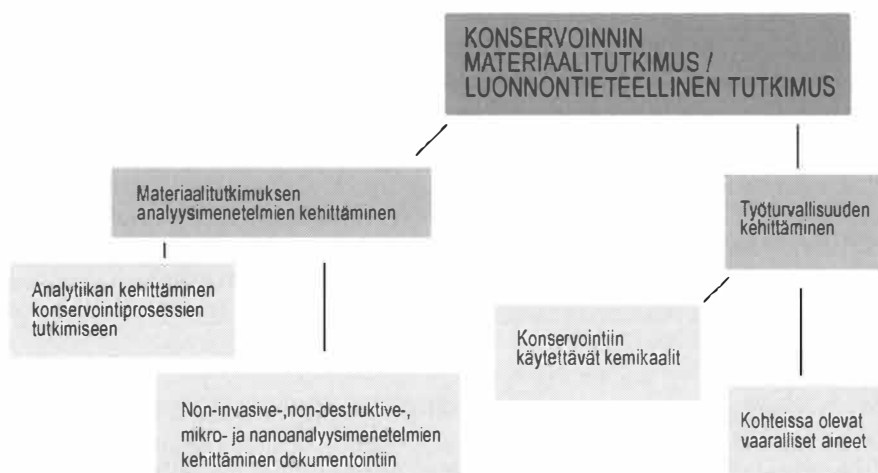 KONSERVOINNIN
MATERIAALITUTKIMUS /
LUONNONTIETEELLINEN TUTKIMUS
Materiaalitutkimuksen
analyysimenetelmien kehittäminen
Työturvallisuuden
kehittäminen
Analytiikan kehittäminen
konservointiprosessien
tutkimiseen
Konservointiin
käytettävät kemikaalit
Non-invasive-,non-destruktive-,
mikro- ja nanoanalyysimenetelmien
kehittäminen dokumentointiin
Kohteissa olevat
vaaralliset aineet